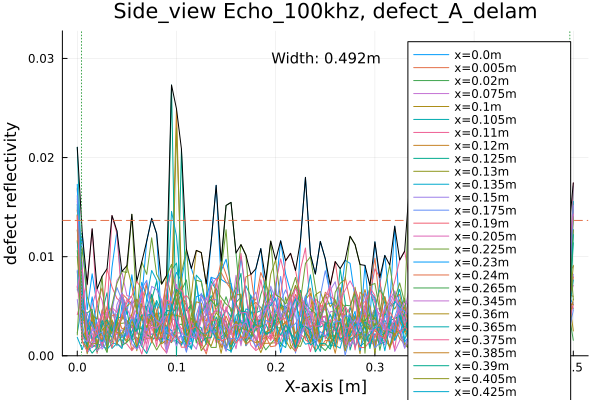 Side_view Echo_100khz, defect_A_delam
Width: 0.492m
defect reflectivity
0.03
0.02
0.01
0.00
0.0
0.1
0.2
0.3
.5
X-axis [m]
x=0.0m
x=0.005m
x=0.02m
x=0.075m
x=0.1m
x=0.105m
x=0.11m
x=0.12m
x=0.125m
x=0.13m
x=0.135m
x=0.15m
x=0.175m
x=0.19m
x=0.205m
x=0.225m
x=0.23m
x=0.24m
x=0.265m
x=0.345m
x=0.36m
x=0.365m
x=0.375m
x=0.385m
x=0.39m
x=0.405m
x=0.425m